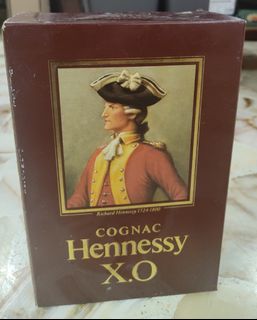 Richard Hennessy 1724-1800
COGNAC
Hennessy
X.O